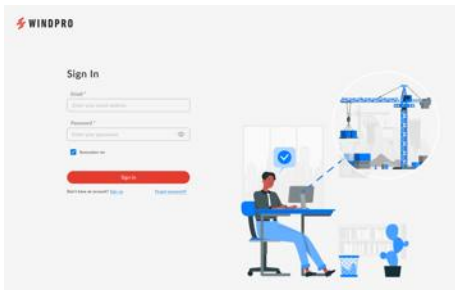 WINDPRO
Sign In
Email *
Enter your email address
Password *
Enter your password
Remember me
Sign In
Don't have an account? Sign up
Forgot password?